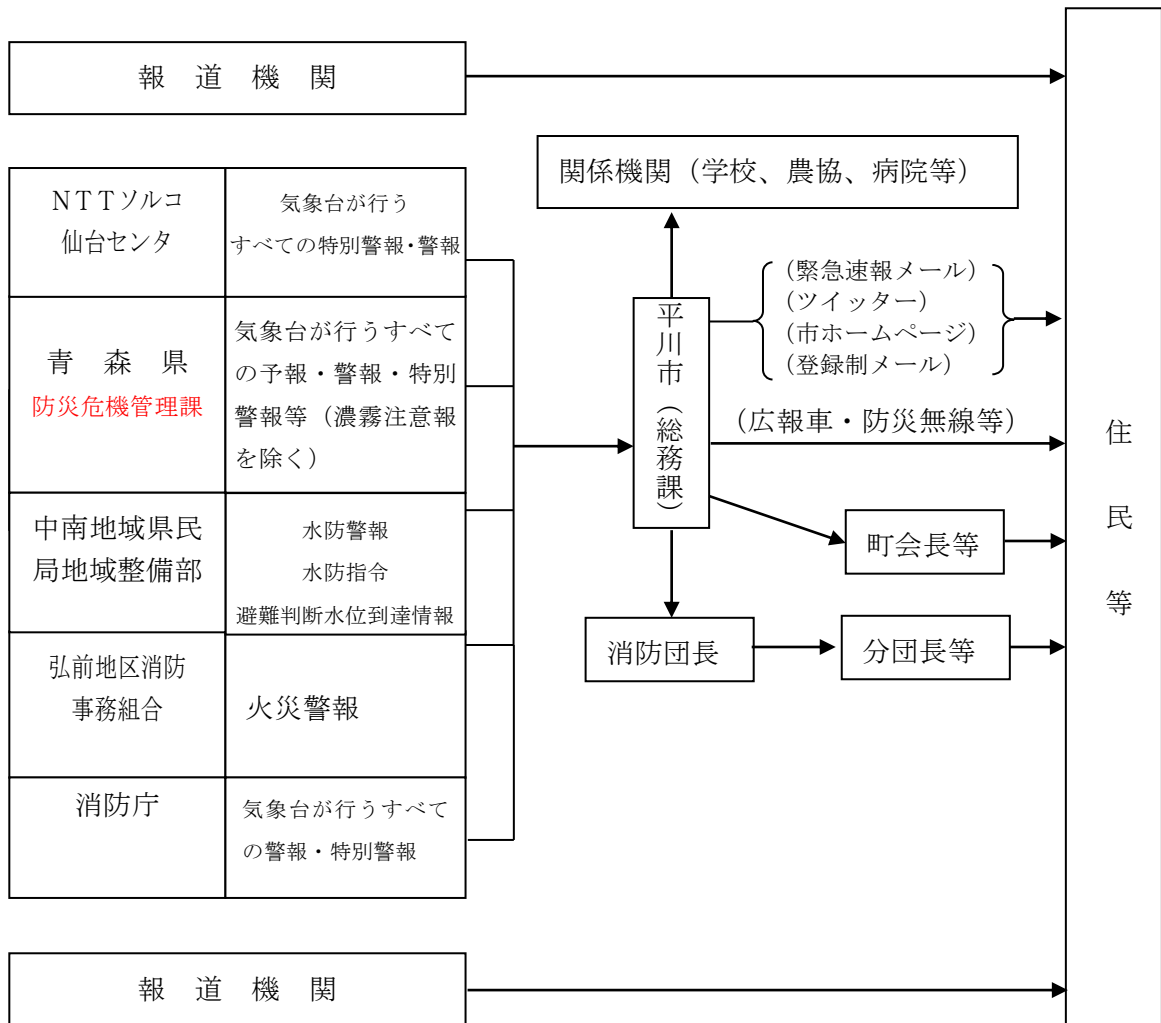 報 道 機 関
関係機関（学校、農協、病院等）
ＮＴＴソルコ
仙台センタ
気象台が行う
すべての特別警報・警報
青 森 県
防災危機管理課
気象台が行うすべて
の予報・警報・特別
警報等（濃霧注意報
を除く）
中南地域県民
局地域整備部
水防警報
水防指令
避難判断水位到達情報
弘前地区消防
事務組合
火災警報
消防庁
気象台が行うすべて
の警報・特別警報
平川市（総務課）
（緊急速報メール）
（ツイッター）
（市ホームページ）
（登録制メール）
（広報車・防災無線等）
町会長等
消防団長
分団長等
住民等
報 道 機 関